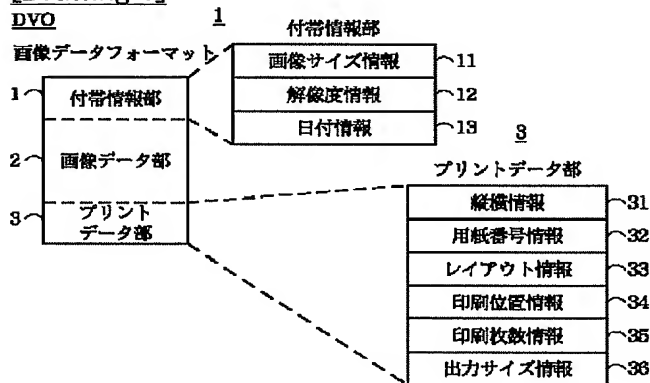 DVO
画像データフォーマット
1 付帯情報部
2 画像データ部
3 プリント
データ部
1
付帯情報部
画像サイズ情報 11
解像度情報 12
日付情報 13
3
プリントデータ部
縦横情報 31
用紙番号情報 32
レイアウト情報 33
印刷位置情報 34
印刷枚数情報 35
出力サイズ情報 36